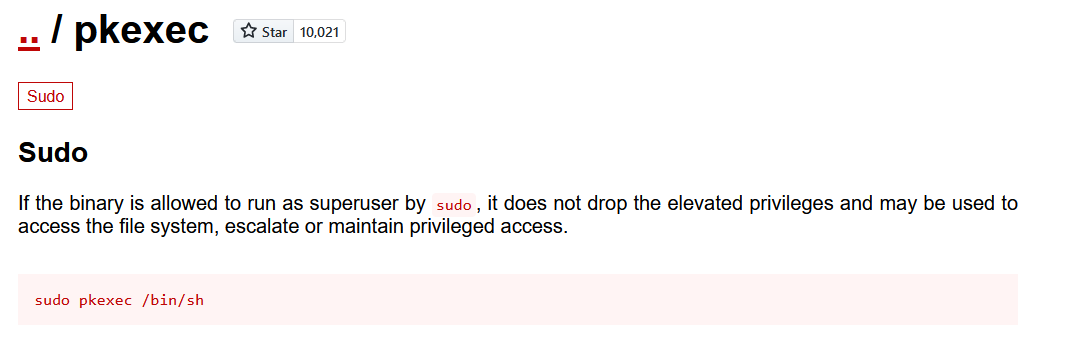 .. / pkexec Star 10,021
Sudo
Sudo
If the binary is allowed to run as superuser by sudo, it does not drop the elevated privileges and may be used to
access the file system, escalate or maintain privileged access.
sudo pkexec /bin/sh